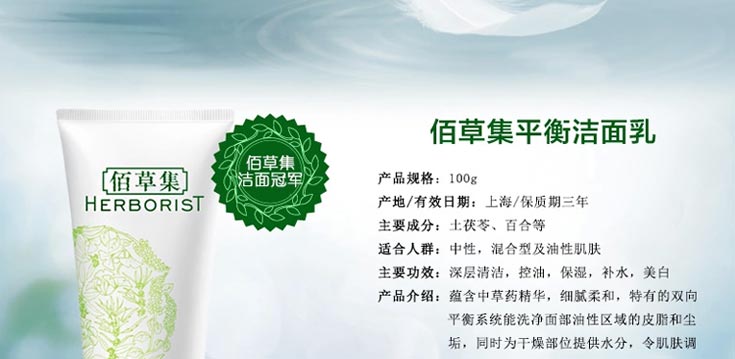 佰草集
HERBORIST
佰草集
洁面冠军
佰草集平衡洁面乳
产品规格：100g
产地/有效日期：上海/保质期三年
主要成分：土茯苓、百合等
适合人群：中性，混合型及油性肌肤
主要功效：深层清洁，控油，保湿，补水，美白
产品介绍：蕴含中草药精华，细腻柔和，特有的双向
平衡系统能洗净面部油性区域的皮脂和尘
垢，同时为干燥部位提供水分，令肌肤调